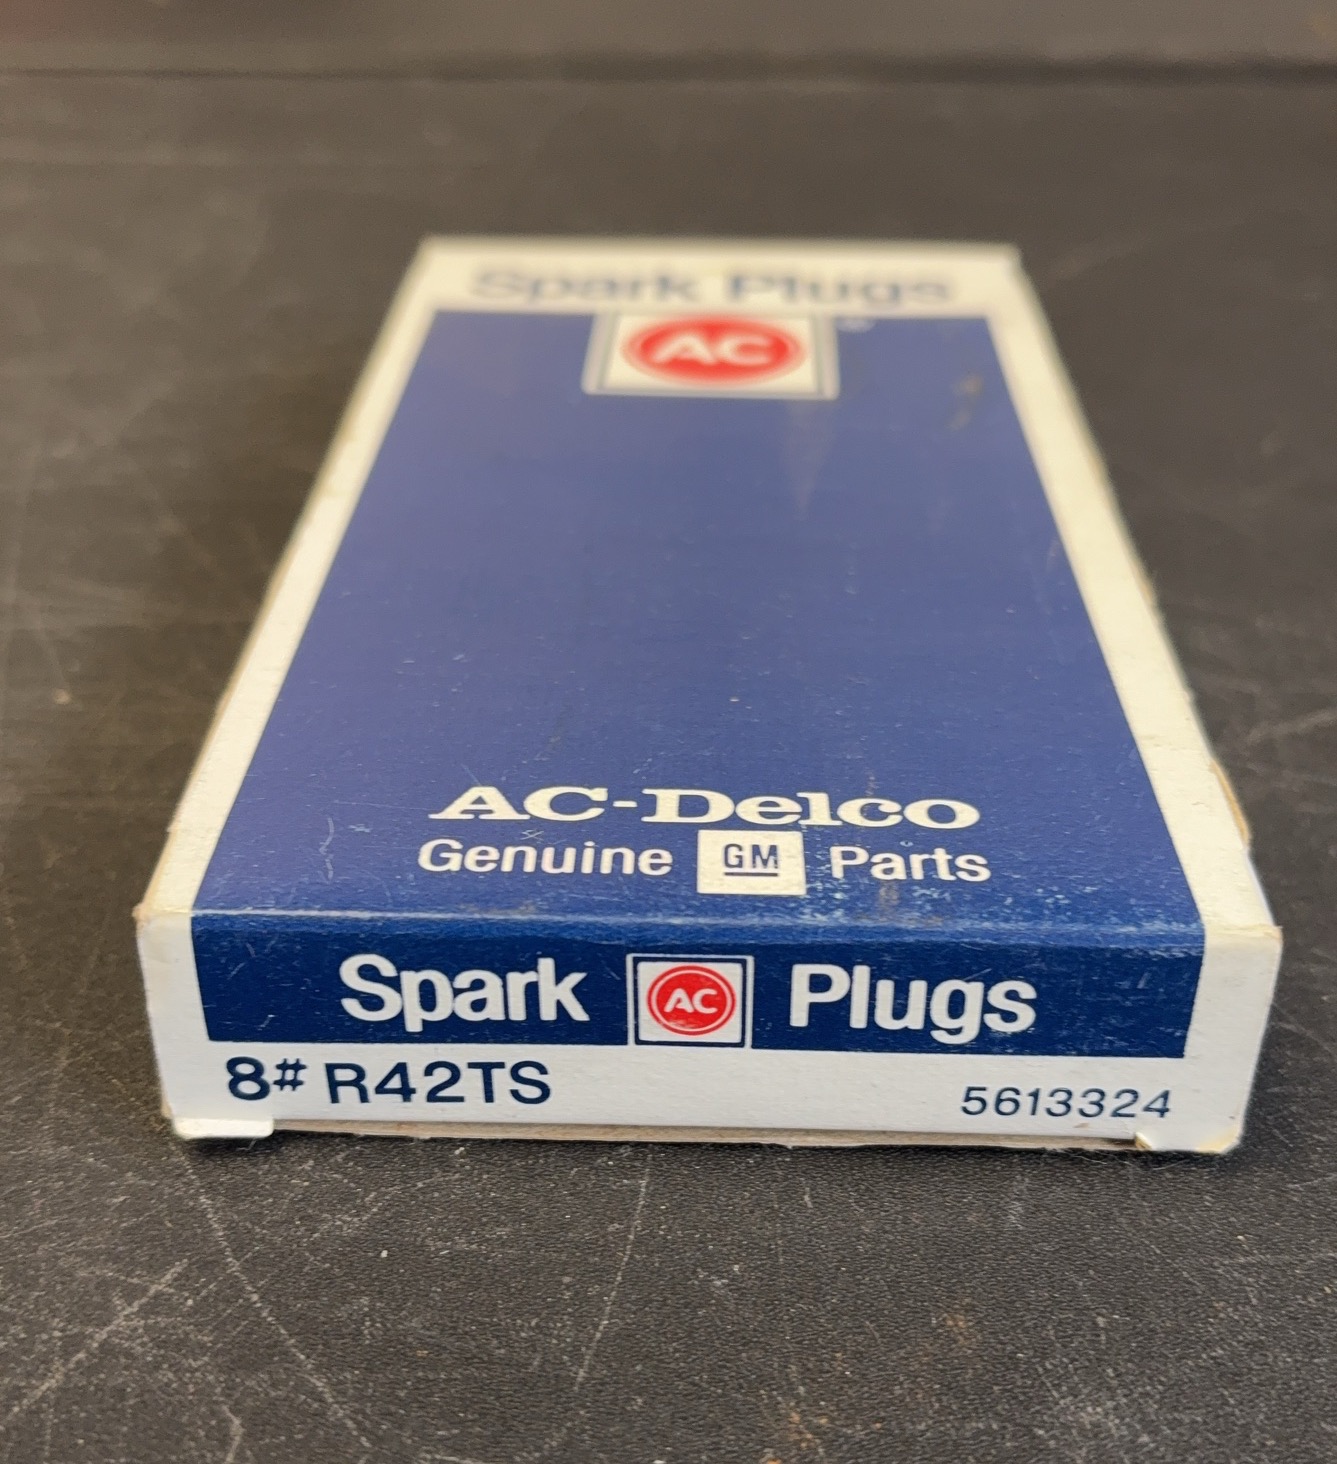 Spark Plugs
AC
®
AC-Delco
Genuine GM Parts
Spark AC Plugs
8# R42TS
5613324